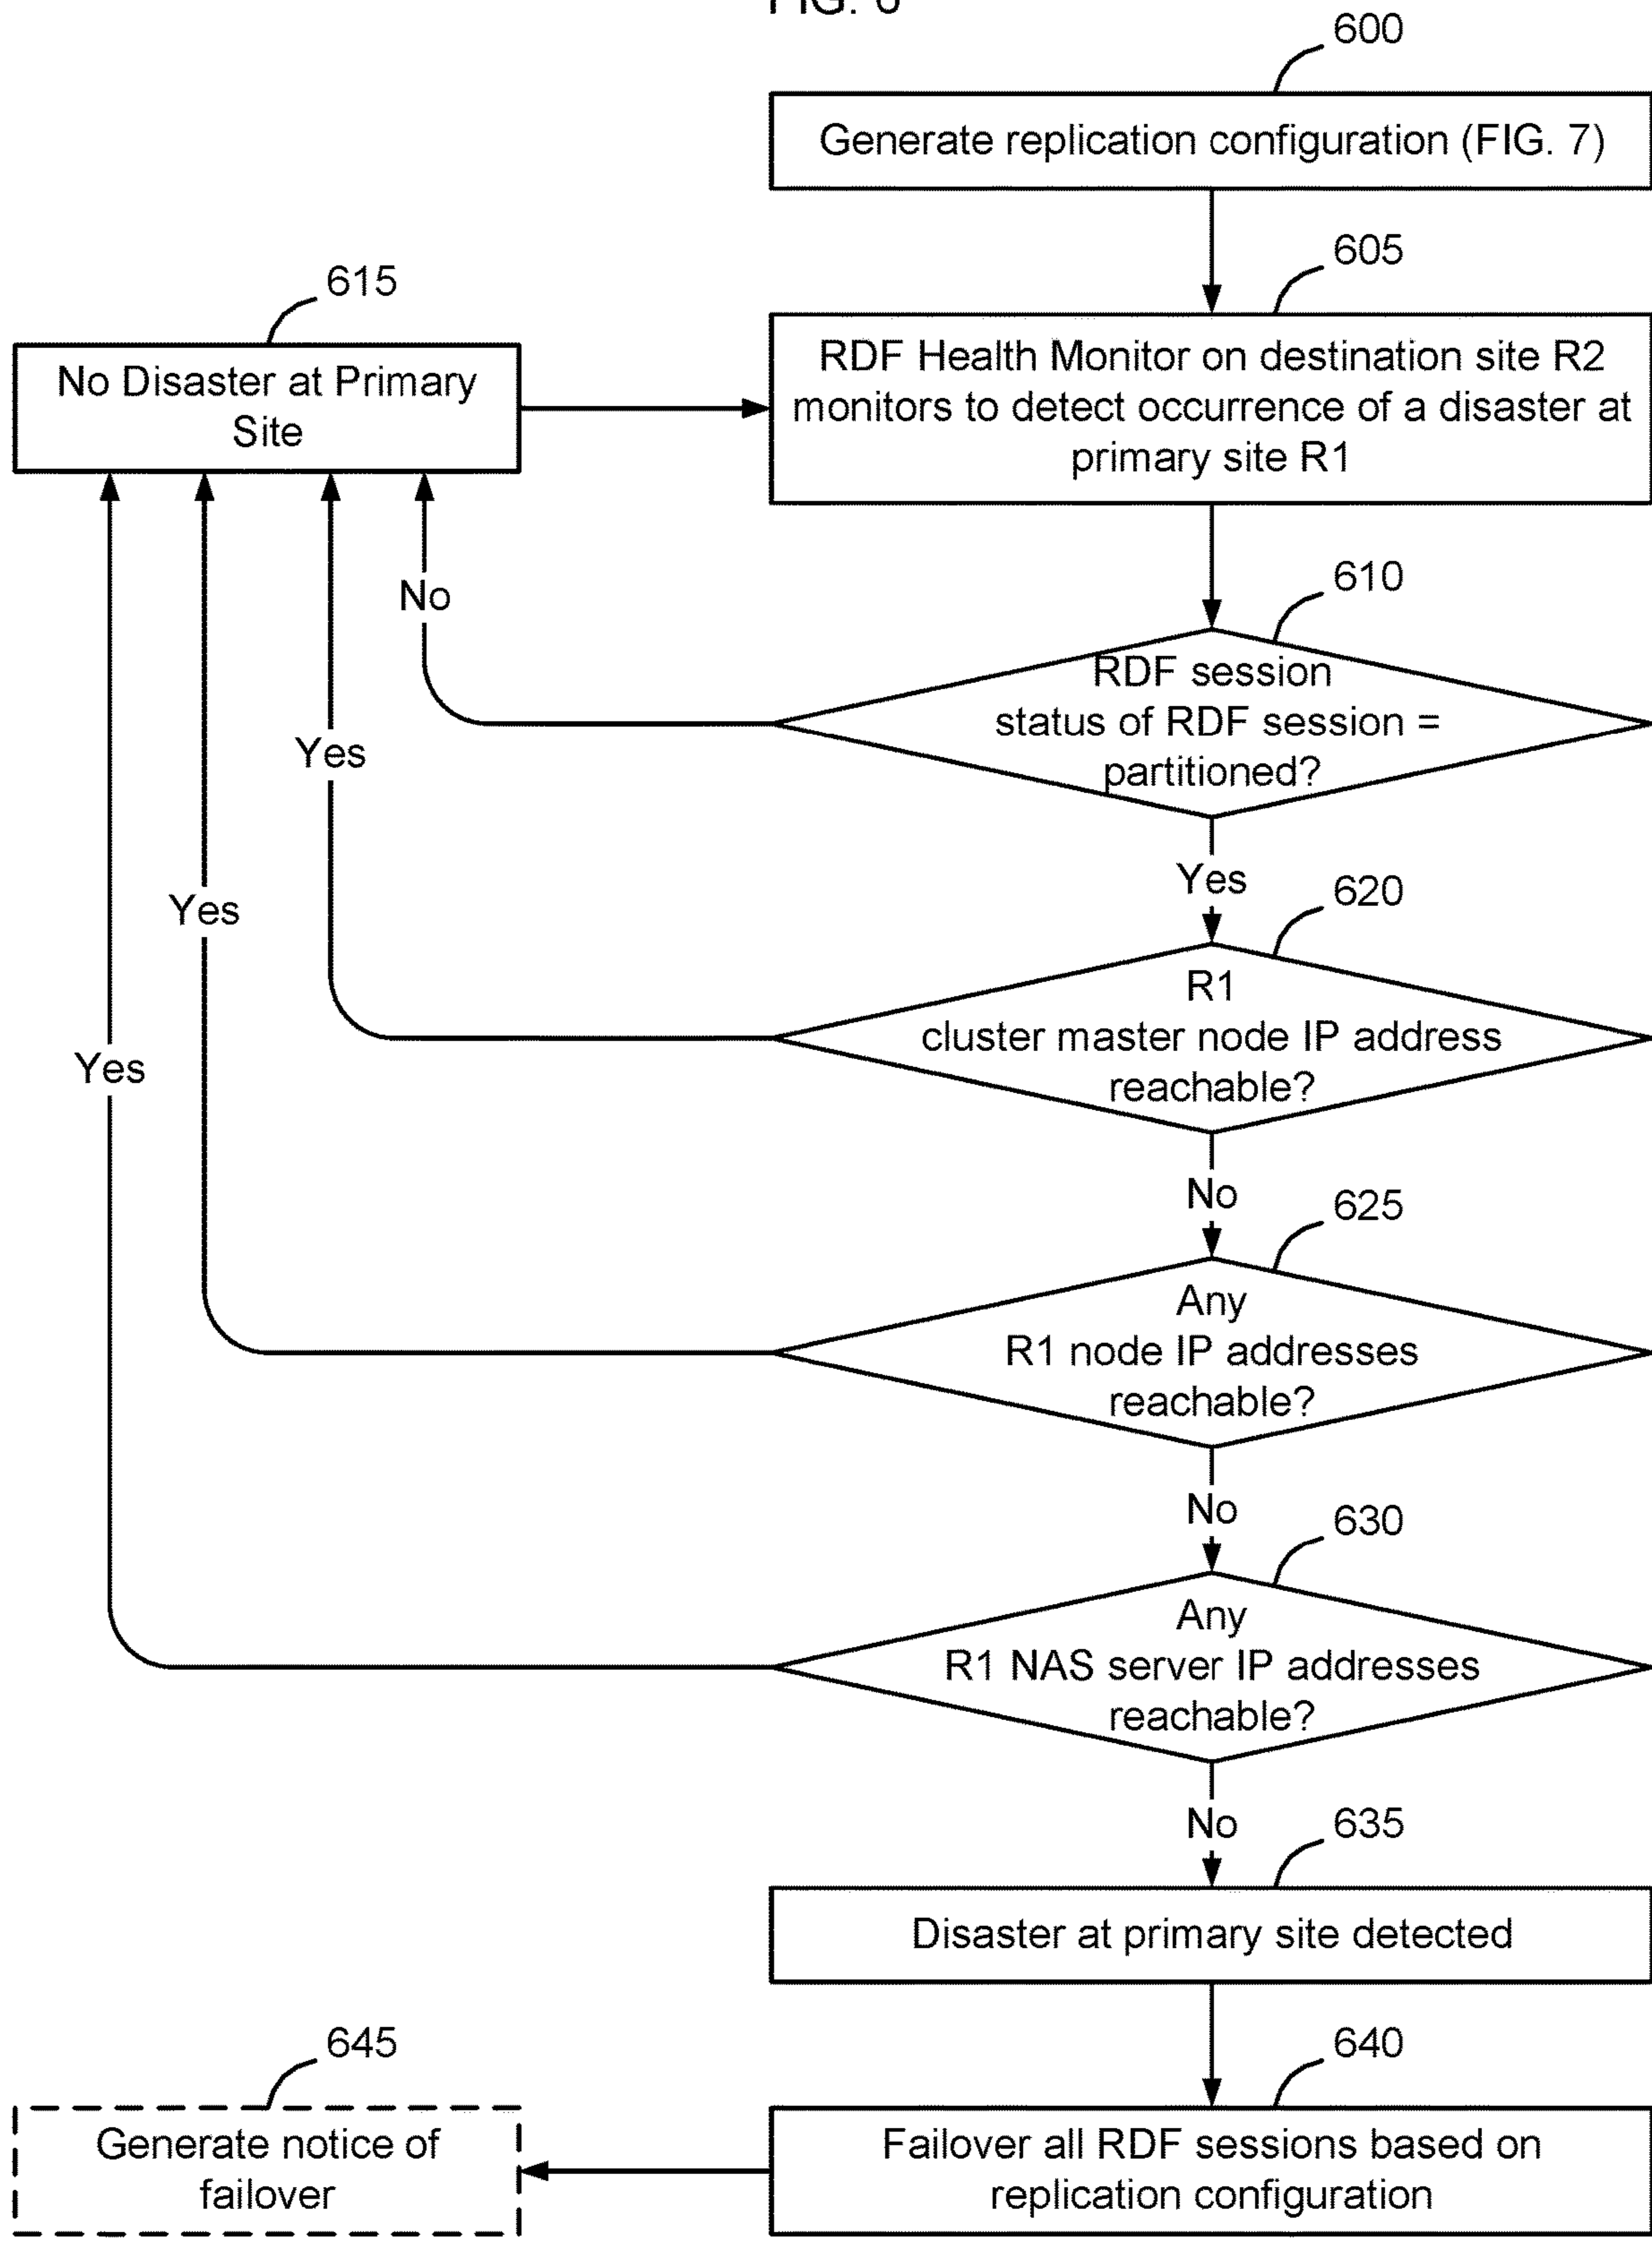 FIG. 6
600
Generate replication configuration (FIG. 7)
605
RDF Health Monitor on destination site R2
monitors to detect occurrence of a disaster at
primary site R1
615
No Disaster at Primary
Site
610
RDF session
status of RDF session =
partitioned?
No
Yes
620
R1
cluster master node IP address
reachable?
Yes
No
625
Any
R1 node IP addresses
reachable?
Yes
No
630
Any
R1 NAS server IP addresses
reachable?
Yes
No
635
Disaster at primary site detected
640
Failover all RDF sessions based on
replication configuration
645
Generate notice of
failover